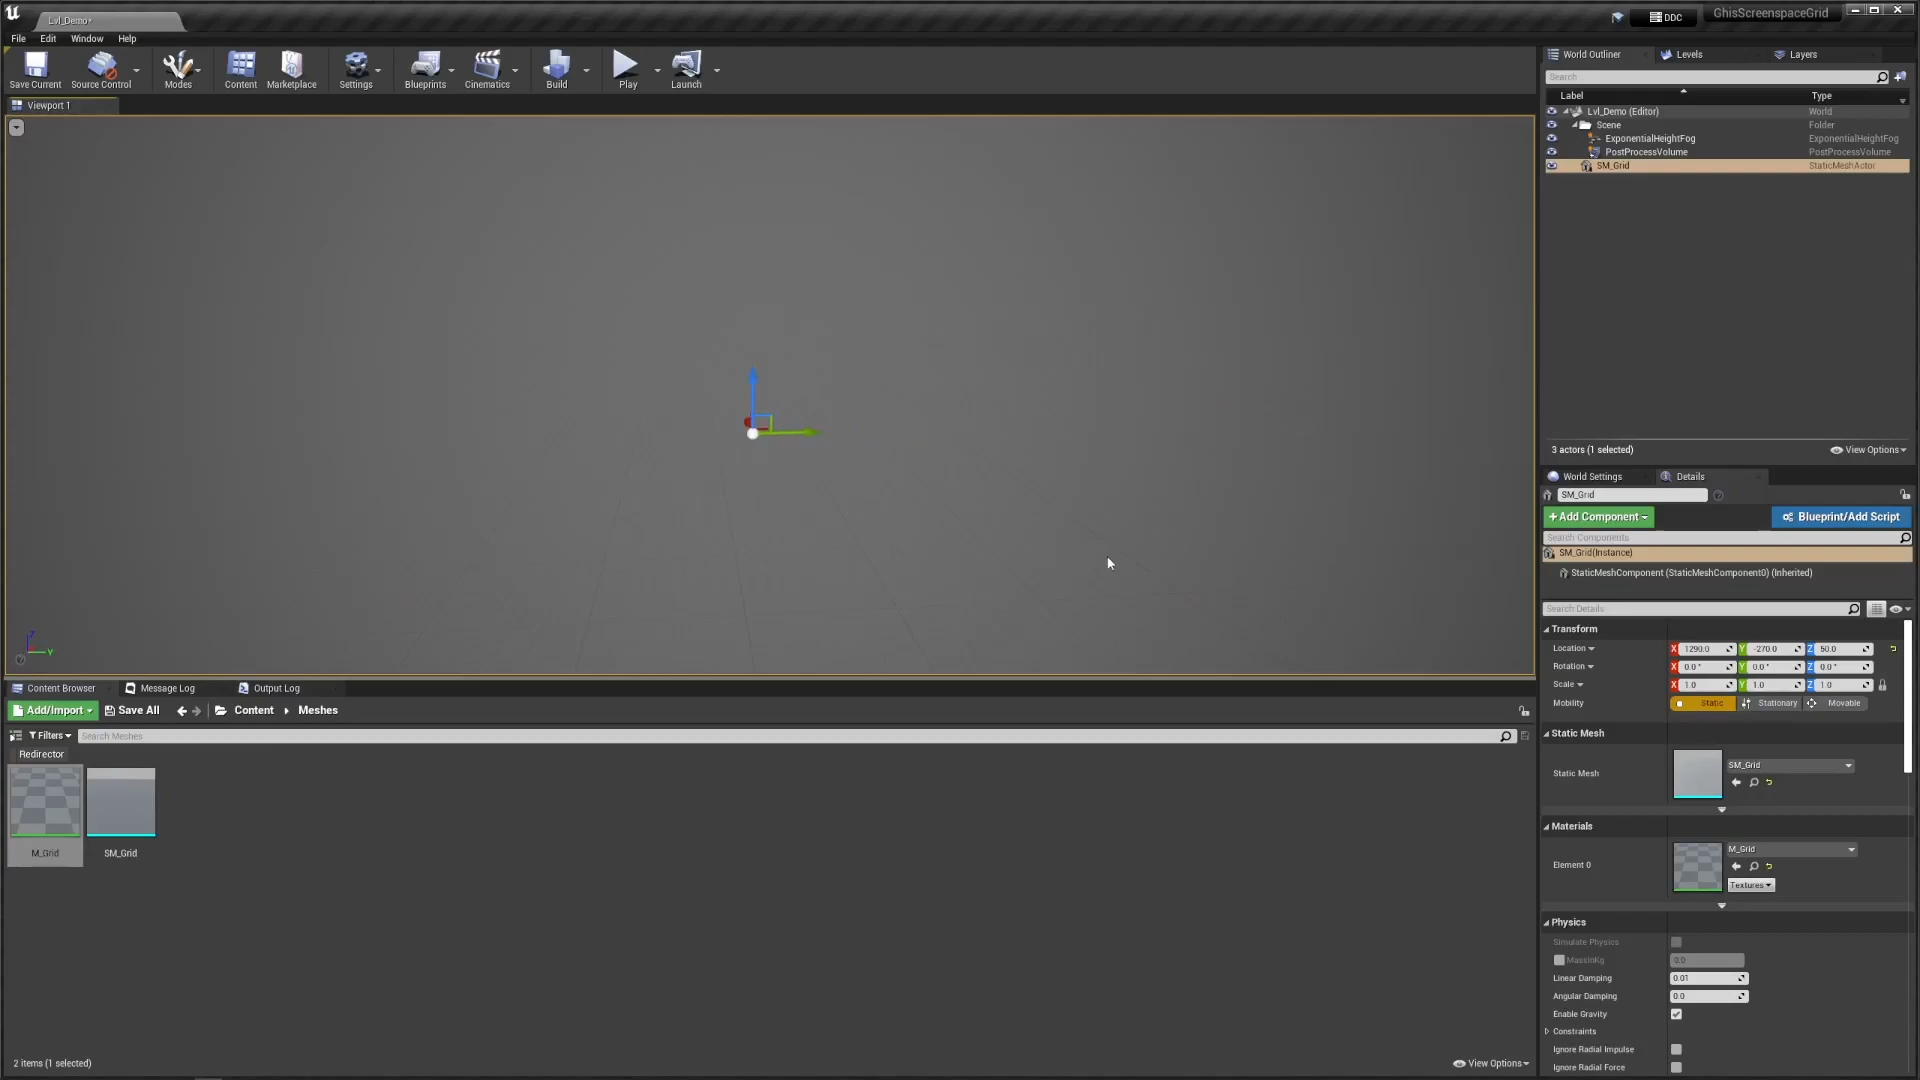 Lvl_Demo*
DDC
GhisScreenspaceGrid
File Edit Window Help
Save Current Source Control Modes Content Marketplace Settings Blueprints Cinematics Build Play Launch
Viewport 1
Z
Y
World Outliner Levels Layers
Search
Label Type
Lvl_Demo (Editor) World
Scene Folder
ExponentialHeightFog ExponentialHeightFog
PostProcessVolume PostProcessVolume
SM_Grid StaticMeshActor
3 actors (1 selected) View Options
World Settings Details
SM_Grid
+Add Component Blueprint/Add Script
Search Components
SM_Grid(Instance)
StaticMeshComponent (StaticMeshComponent0) (Inherited)
Search Details
Transform
Location X 1290.0 Y -270.0 Z 50.0
Rotation X 0.0 ° Y 0.0 ° Z 0.0 °
Scale X 1.0 Y 1.0 Z 1.0
Mobility Static Stationary Movable
Static Mesh
Static Mesh SM_Grid
Materials
Element 0 M_Grid
Textures
Physics
Simulate Physics
MassInKg 0.0
Linear Damping 0.01
Angular Damping 0.0
Enable Gravity
Constraints
Ignore Radial Impulse
Ignore Radial Force
Content Browser Message Log Output Log
Add/Import Save All Content Meshes
Filters Search Meshes
Redirector
M_Grid SM_Grid
2 items (1 selected) View Options